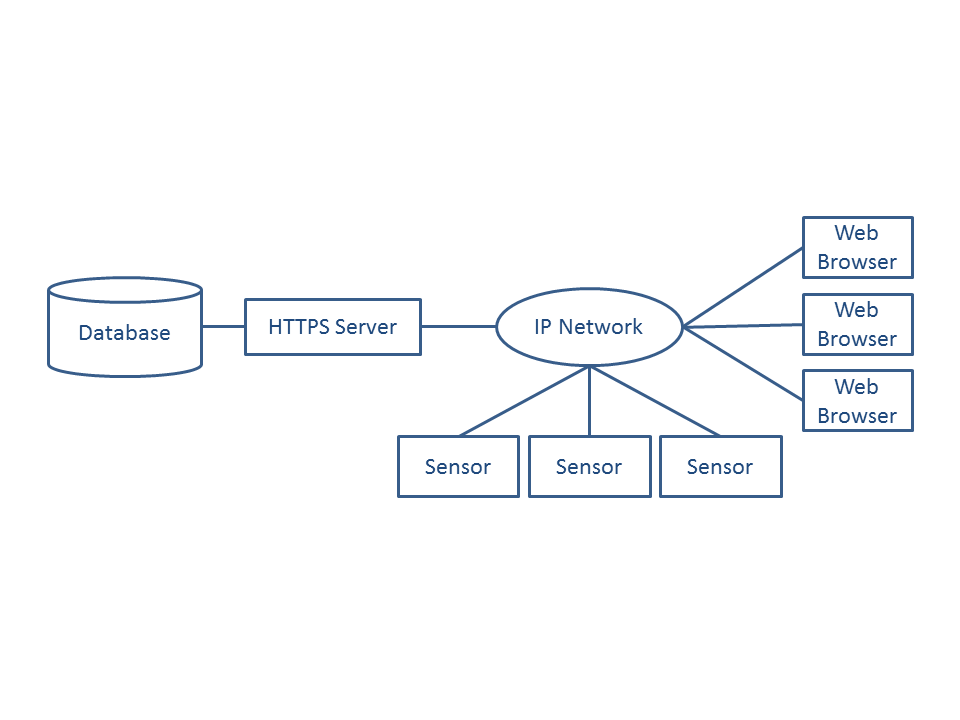 Database
HTTPS Server
IP Network
Web
Browser
Web
Browser
Web
Browser
Sensor
Sensor
Sensor